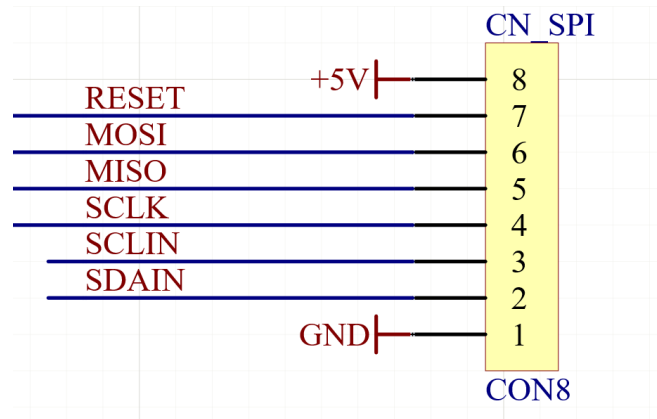 CN_SPI
+5V 8
RESET 7
MOSI 6
MISO 5
SCLK 4
SCLIN 3
SDAIN 2
GND 1
CON8